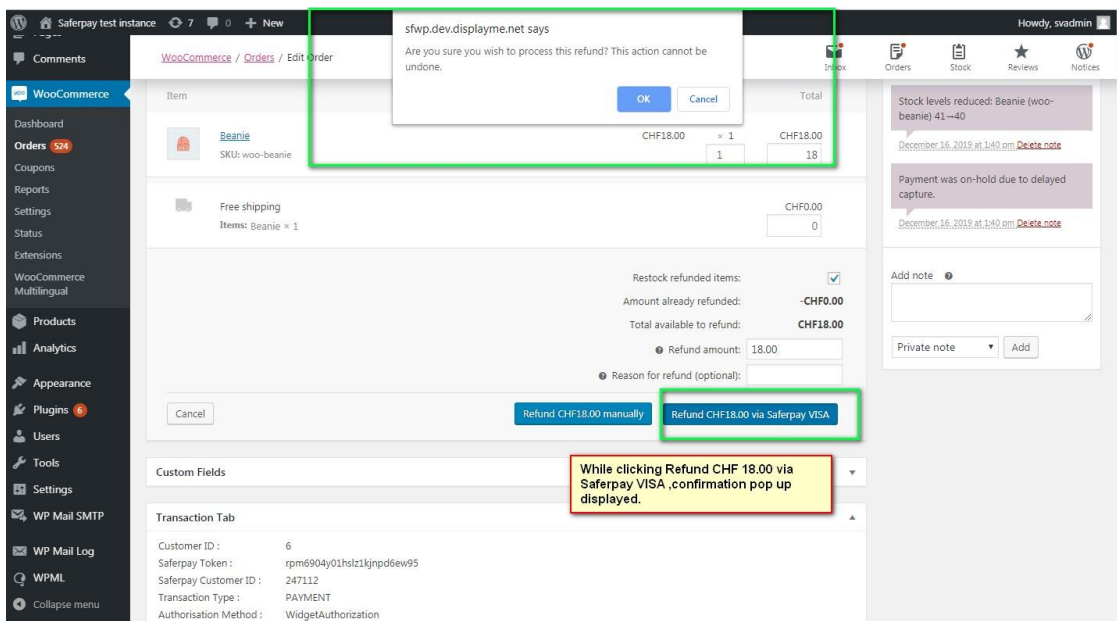 Saferpay test instance 7 0 + New
Howdy, svadmin
sfwp.dev.displayme.net says
Are you sure you wish to process this refund? This action cannot be
undone.
OK Cancel
Comments
WooCommerce
Dashboard
Orders 524
Coupons
Reports
Settings
Status
Extensions
WooCommerce
Multilingual
Products
Analytics
Appearance
Plugins 6
Users
Tools
Settings
WP Mail SMTP
WP Mail Log
WPML
Collapse menu
WooCommerce / Orders / Edit Order
Inbox
Orders
Stock
Reviews
Notices
Item
Total
Beanie
SKU: woo-beanie
CHF18.00 × 1 CHF18.00
1 18
Free shipping
Items: Beanie × 1
CHF0.00
0
Restock refunded items:
Amount already refunded: -CHF0.00
Total available to refund: CHF18.00
Refund amount: 18.00
Reason for refund (optional):
Cancel
Refund CHF18.00 manually
Refund CHF18.00 via Saferpay VISA
While clicking Refund CHF 18.00 via
Saferpay VISA ,confirmation pop up
displayed.
Custom Fields
Transaction Tab
Customer ID : 6
Saferpay Token : rpm6904y01hslz1kjnpd6ew95
Saferpay Customer ID : 247112
Transaction Type : PAYMENT
Authorisation Method : WidgetAuthorization
Stock levels reduced: Beanie (woo-
beanie) 41→40
December 16, 2019 at 1:40 pm Delete note
Payment was on-hold due to delayed
capture.
December 16, 2019 at 1:40 pm Delete note
Add note
Private note
Add